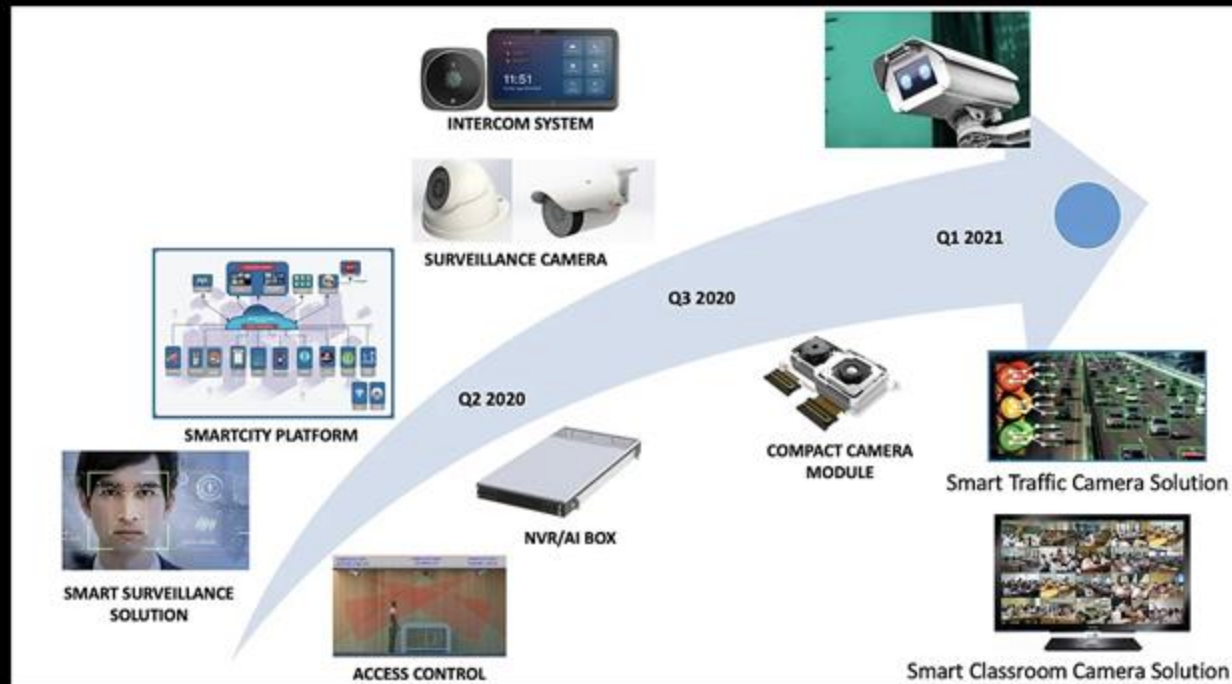 11:51
INTERCOM SYSTEM
SURVEILLANCE CAMERA
Q1 2021
Q3 2020
SMARTCITY PLATFORM
Q2 2020
COMPACT CAMERA
MODULE
Smart Traffic Camera Solution
NVR/AI BOX
SMART SURVEILLANCE
SOLUTION
ACCESS CONTROL
Smart Classroom Camera Solution